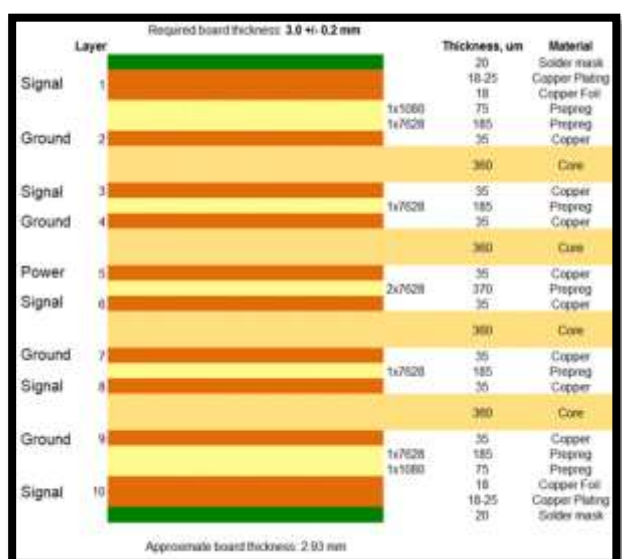 Required board thickness: 3.0 +/- 0.2 mm
Layer Thickness, um Material
20 Solder mask
Signal 1 18-25 Copper Plating
18 Copper Foil
1x1080 75 Prepreg
1x7628 185 Prepreg
Ground 2 35 Copper
360 Core
Signal 3 35 Copper
1x7628 185 Prepreg
Ground 4 35 Copper
360 Core
Power 5 35 Copper
2x7628 370 Prepreg
Signal 6 35 Copper
360 Core
Ground 7 35 Copper
1x7628 185 Prepreg
Signal 8 35 Copper
360 Core
Ground 9 35 Copper
1x7628 185 Prepreg
1x1080 75 Prepreg
18 Copper Foil
Signal 10 18-25 Copper Plating
20 Solder mask
Approximate board thickness: 2.93 mm